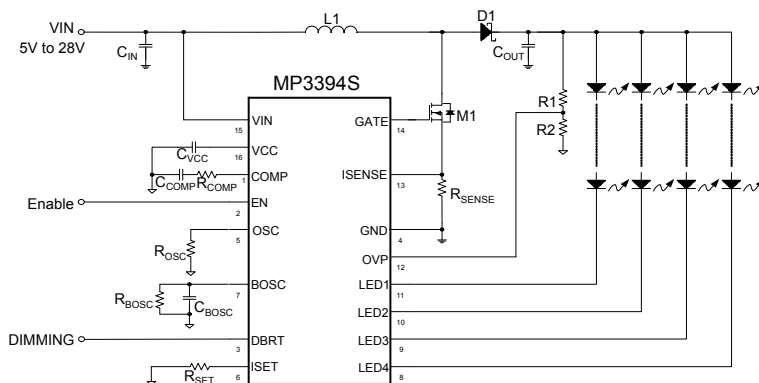 VIN
5V to 28V
L1
D1
CIN
COUT
MP3394S
R1
R2
M1
VIN
15
GATE
14
VCC
16
CVCC
COMP
1
CCOMP
RCOMP
ISENSE
13
RSENSE
Enable
EN
2
OSC
5
ROSC
GND
4
OVP
12
BOSC
7
RBOSC
CBOSC
LED1
11
LED2
10
DIMMING
DBRT
3
LED3
9
ISET
6
RSET
LED4
8